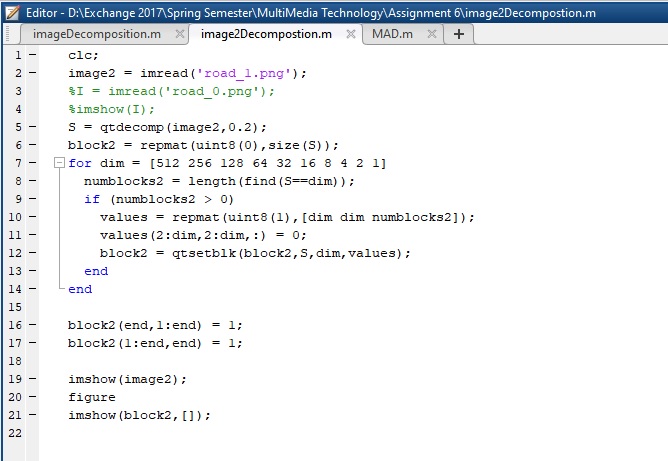 Editor - D:\Exchange 2017\Spring Semester\MultiMedia Technology\Assignment 6\image2Decompostion.m
imageDecomposition.m × image2Decompostion.m × MAD.m × +
1 - clc;
2 - image2 = imread('road_1.png');
3 %I = imread('road_0.png');
4 %imshow(I);
5 - S = qtdecomp(image2,0.2);
6 - block2 = repmat(uint8(0),size(S));
7 - for dim = [512 256 128 64 32 16 8 4 2 1]
8 - numblocks2 = length(find(S==dim));
9 - if (numblocks2 > 0)
10 - values = repmat(uint8(1),[dim dim numblocks2]);
11 - values(2:dim,2:dim,:) = 0;
12 - block2 = qtsetblk(block2,S,dim,values);
13 - end
14 - end
15
16 - block2(end,1:end) = 1;
17 - block2(1:end,end) = 1;
18
19 - imshow(image2);
20 - figure
21 - imshow(block2,[]);
22